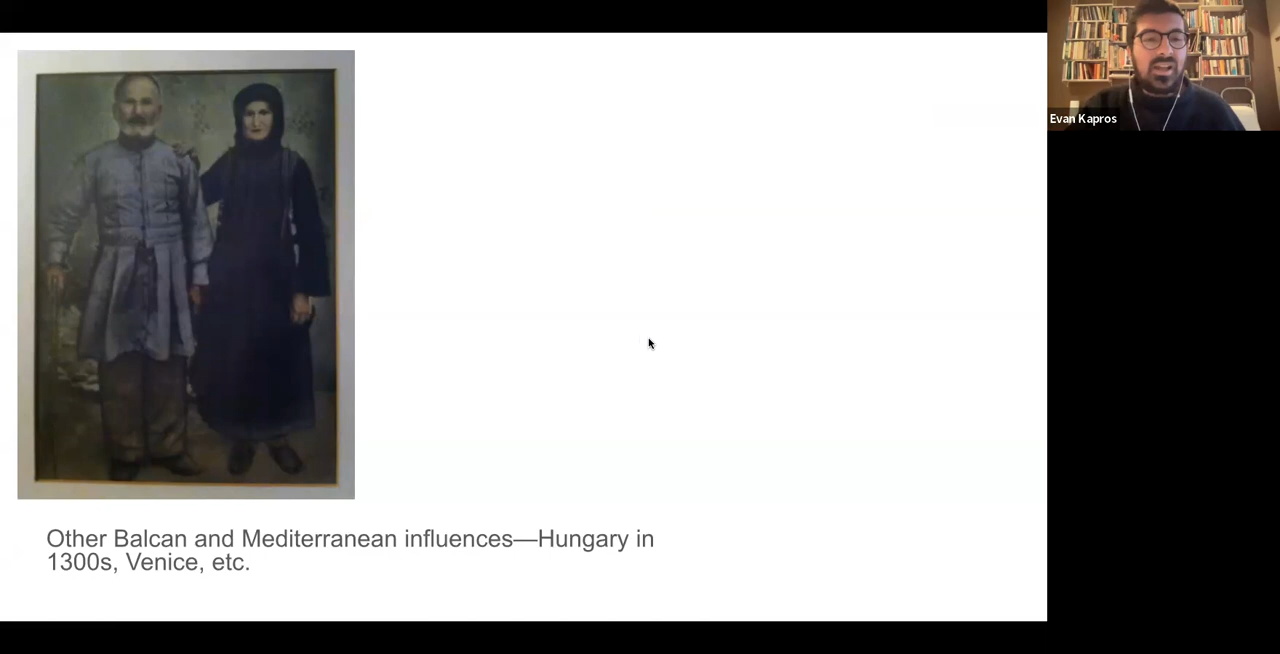 Evan Kapros
Other Balcan and Mediterranean influences—Hungary in
1300s, Venice, etc.